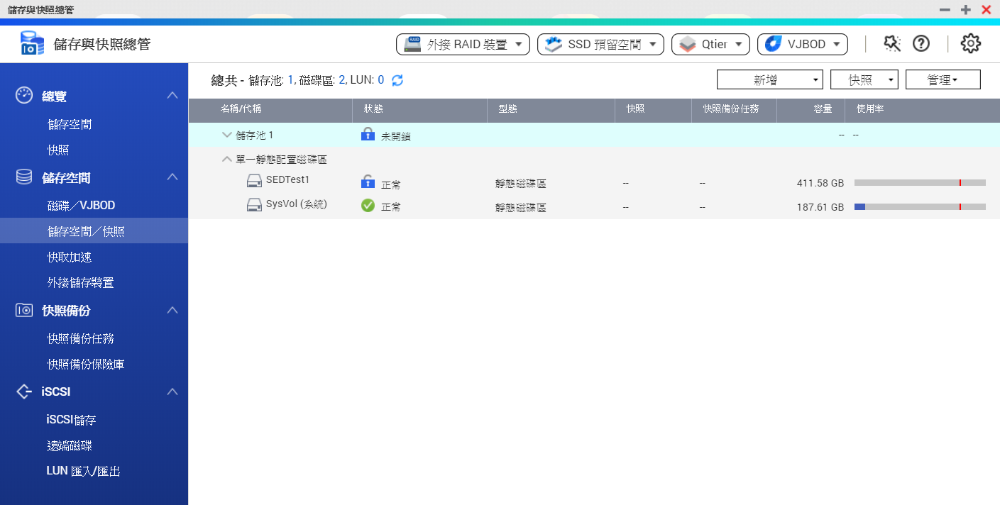 儲存與快照總管
儲存與快照總管
外接 RAID 裝置
SSD 預留空間
Qtier
VJBOD
總覽
儲存空間
快照
儲存空間
磁碟／VJBOD
儲存空間／快照
快取加速
外接儲存裝置
快照備份
快照備份任務
快照備份保險庫
iSCSI
iSCSI儲存
遠端磁碟
LUN 匯入/匯出
總共 - 儲存池: 1, 磁碟區: 2, LUN: 0
新增
快照
管理
名稱/代稱 狀態 型態 快照 快照備份任務 容量 使用率
儲存池 1 未開鎖 -- --
單一靜態配置磁碟區
SEDTest1 正常 靜態磁碟區 -- -- 411.58 GB
SysVol (系統) 正常 靜態磁碟區 -- -- 187.61 GB